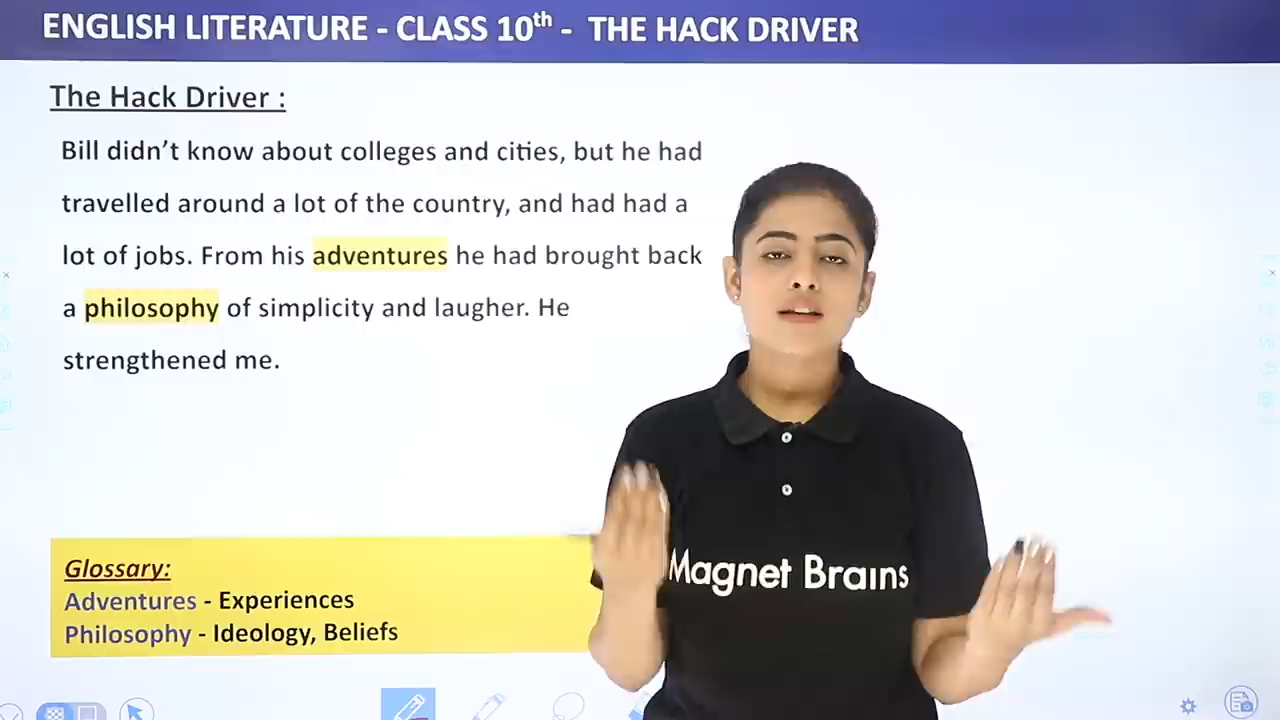 ENGLISH LITERATURE - CLASS 10th - THE HACK DRIVER
The Hack Driver :
Bill didn't know about colleges and cities, but he had
travelled around a lot of the country, and had had a
lot of jobs. From his adventures he had brought back
a philosophy of simplicity and laugher. He
strengthened me.
Magnet Brains
Glossary:
Adventures - Experiences
Philosophy - Ideology, Beliefs